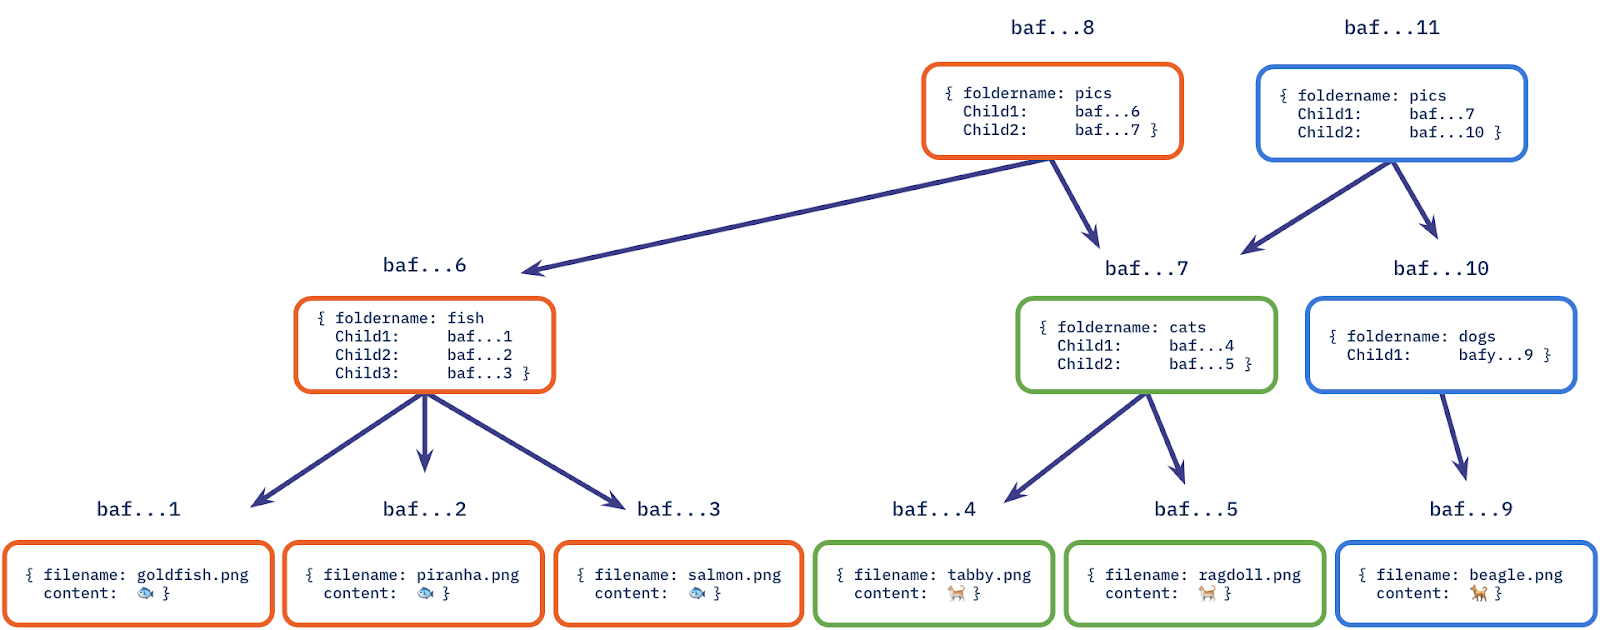 baf...8
{ foldername: pics
Child1: baf...6
Child2: baf...7 }
baf...11
{ foldername: pics
Child1: baf...7
Child2: baf...10 }
baf...6
{ foldername: fish
Child1: baf...1
Child2: baf...2
Child3: baf...3 }
baf...7
{ foldername: cats
Child1: baf...4
Child2: baf...5 }
baf...10
{ foldername: dogs
Child1: bafy...9 }
baf...1
{ filename: goldfish.png
content: 🐟 }
baf...2
{ filename: piranha.png
content: 🐟 }
baf...3
{ filename: salmon.png
content: 🐟 }
baf...4
{ filename: tabby.png
content: 🐈 }
baf...5
{ filename: ragdoll.png
content: 🐈 }
baf...9
{ filename: beagle.png
content: 🐕 }